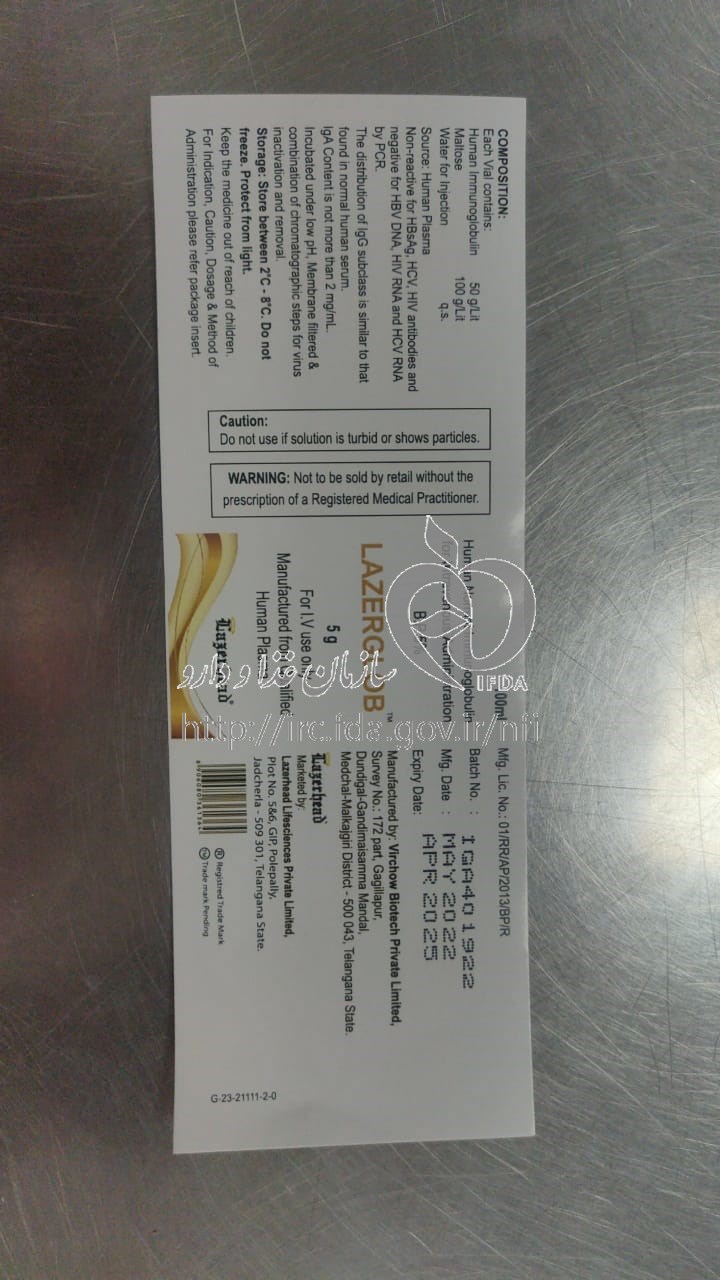 COMPOSITION:
Each Vial contains:
Human Immunoglobulin 50 g/Lit
Maltose 100 g/Lit
Water for Injection q.s.
Source: Human Plasma
Non-reactive for HBsAg, HCV, HIV antibodies and
negative for HBV DNA, HIV RNA and HCV RNA
by PCR.
The distribution of IgG subclass is similar to that
found in normal human serum.
IgA Content is not more than 2 mg/mL.
Incubated under low pH, Membrane filtered &
combination of chromatographic steps for virus
inactivation and removal.
Storage: Store between 2°C - 8°C. Do not
freeze. Protect from light.
Keep the medicine out of reach of children.
For Indication, Caution, Dosage & Method of
Administration please refer package insert.
Caution:
Do not use if solution is turbid or shows particles.
WARNING: Not to be sold by retail without the
prescription of a Registered Medical Practitioner.
Human
LAZERGLOB™
5 g
For I.V use only
Manufactured from
Human Plasma
Lazerhead®
Mfg. Lic. No.: 01/RR/AP/2013/BP/R
Batch No. : IGA401922
Mfg. Date : MAY 2022
Expiry Date: APR 2025
Manufactured by: Virchow Biotech Private Limited,
Survey No.: 172 part, Gagillapur,
Dundigal-Gandimaisamma Mandal,
Medchal-Malkajgiri District - 500 043, Telangana State.
Lazerhead
Marketed by:
Lazerhead Lifesciences Private Limited,
Plot No. 5&6, GIP, Polepally,
Jadcherla - 509 301, Telangana State.
® Registred Trade Mark
™ Trade mark Pending
G-23-21111-2-0
IFDA
سازمان غذا و دارو
http://irc.fda.gov.ir/nfi